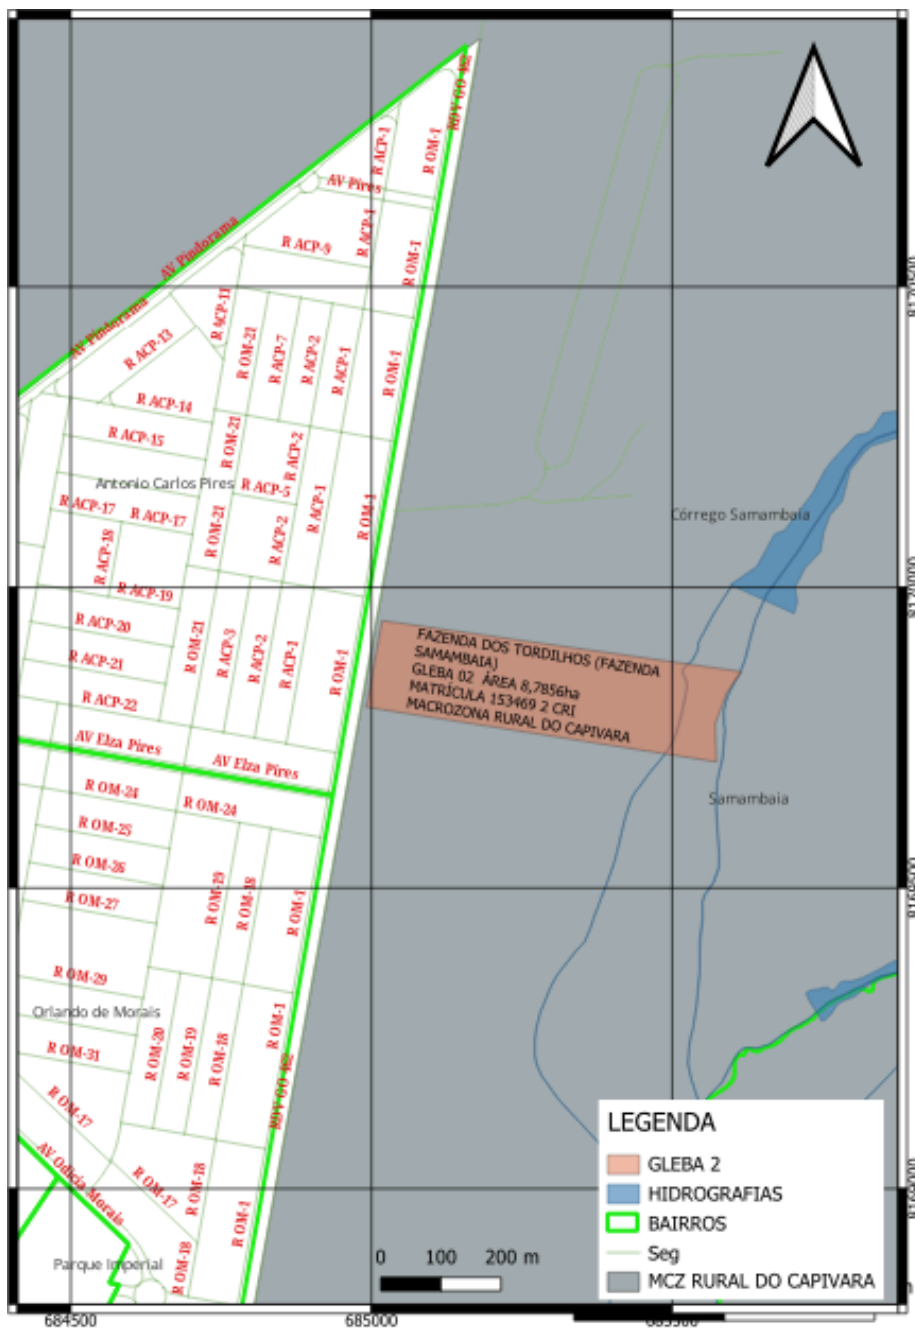 RDV GO 462
R ACP-1
R OM-1
AV Pires
R ACP-1
AV Pindorama
R ACP-9
R OM-1
R ACP-11
AV Pindorama
R ACP-13
R OM-21
R ACP-7
R ACP-2
R ACP-1
R OM-1
R ACP-14
R ACP-15
R OM-21
R ACP-2
Antonio Carlos Pires
R ACP-5
R ACP-17
R ACP-17
R ACP-1
R OM-1
R OM-21
R ACP-2
Córrego Samambaia
R ACP-18
R ACP-19
R ACP-20
R ACP-21
R ACP-22
R OM-21
R ACP-3
R ACP-2
R ACP-1
R OM-1
FAZENDA DOS TORDILHOS (FAZENDA
SAMAMBAIA)
GLEBA 02 ÁREA 8,7856ha
MATRÍCULA 153469 2 CRI
MACROZONA RURAL DO CAPIVARA
AV Elza Pires
AV Elza Pires
R OM-24
R OM-24
Samambaia
R OM-25
R OM-26
R OM-27
R OM-19
R OM-18
R OM-1
R OM-29
Orlando de Morais
R OM-31
R OM-20
R OM-19
R OM-18
R OM-1
RDV GO 462
R OM-17
AV Odicia Morais
R OM-17
R OM-18
R OM-1
Parque Imperial
R OM-18
LEGENDA
GLEBA 2
HIDROGRAFIAS
BAIRROS
Seg
MCZ RURAL DO CAPIVARA
0 100 200 m
684500
685000